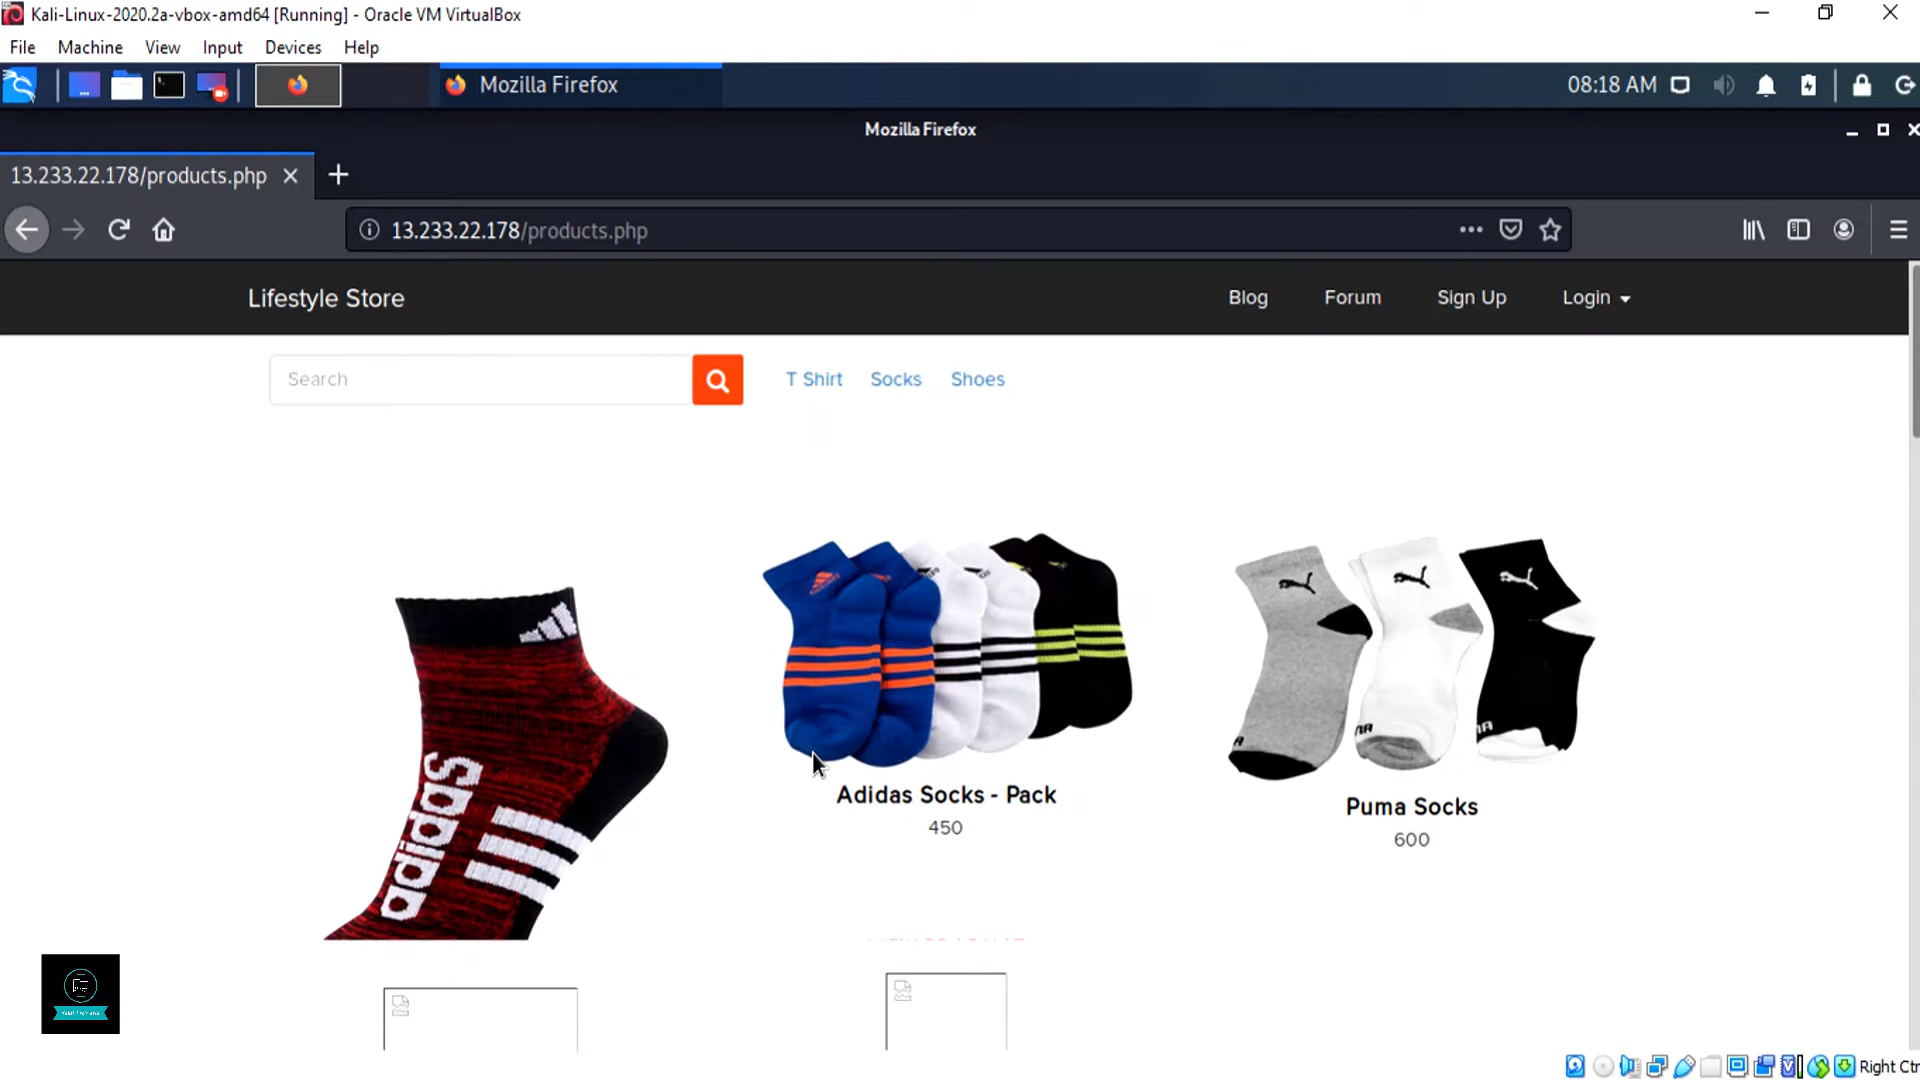 Kali-Linux-2020.2a-vbox-amd64 [Running] - Oracle VM VirtualBox
File Machine View Input Devices Help
Mozilla Firefox
08:18 AM
Mozilla Firefox
13.233.22.178/products.php
13.233.22.178/products.php
Lifestyle Store
Blog Forum Sign Up Login
Search
T Shirt Socks Shoes
adidas
Adidas Socks - Pack
450
Puma Socks
600
Right Ctr